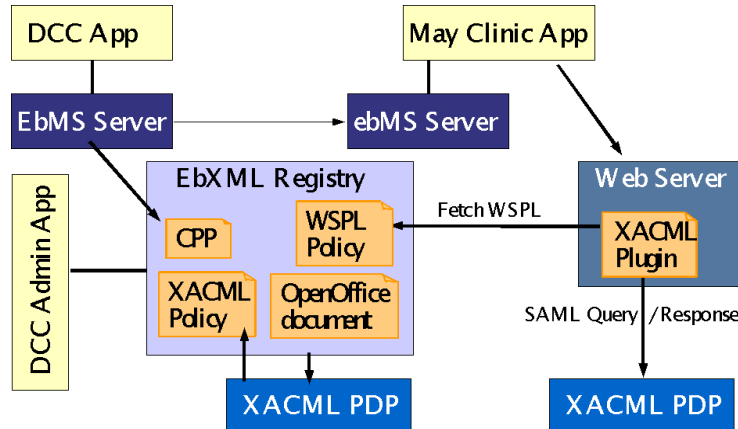 DCC App
May Clinic App
EbMS Server
ebMS Server
EbXML Registry
Web Server
DCC Admin App
CPP
WSPL
Policy
Fetch WSPL
XACML
Plugin
XACML
Policy
OpenOffice
document
SAML Query /Response
XACML PDP
XACML PDP